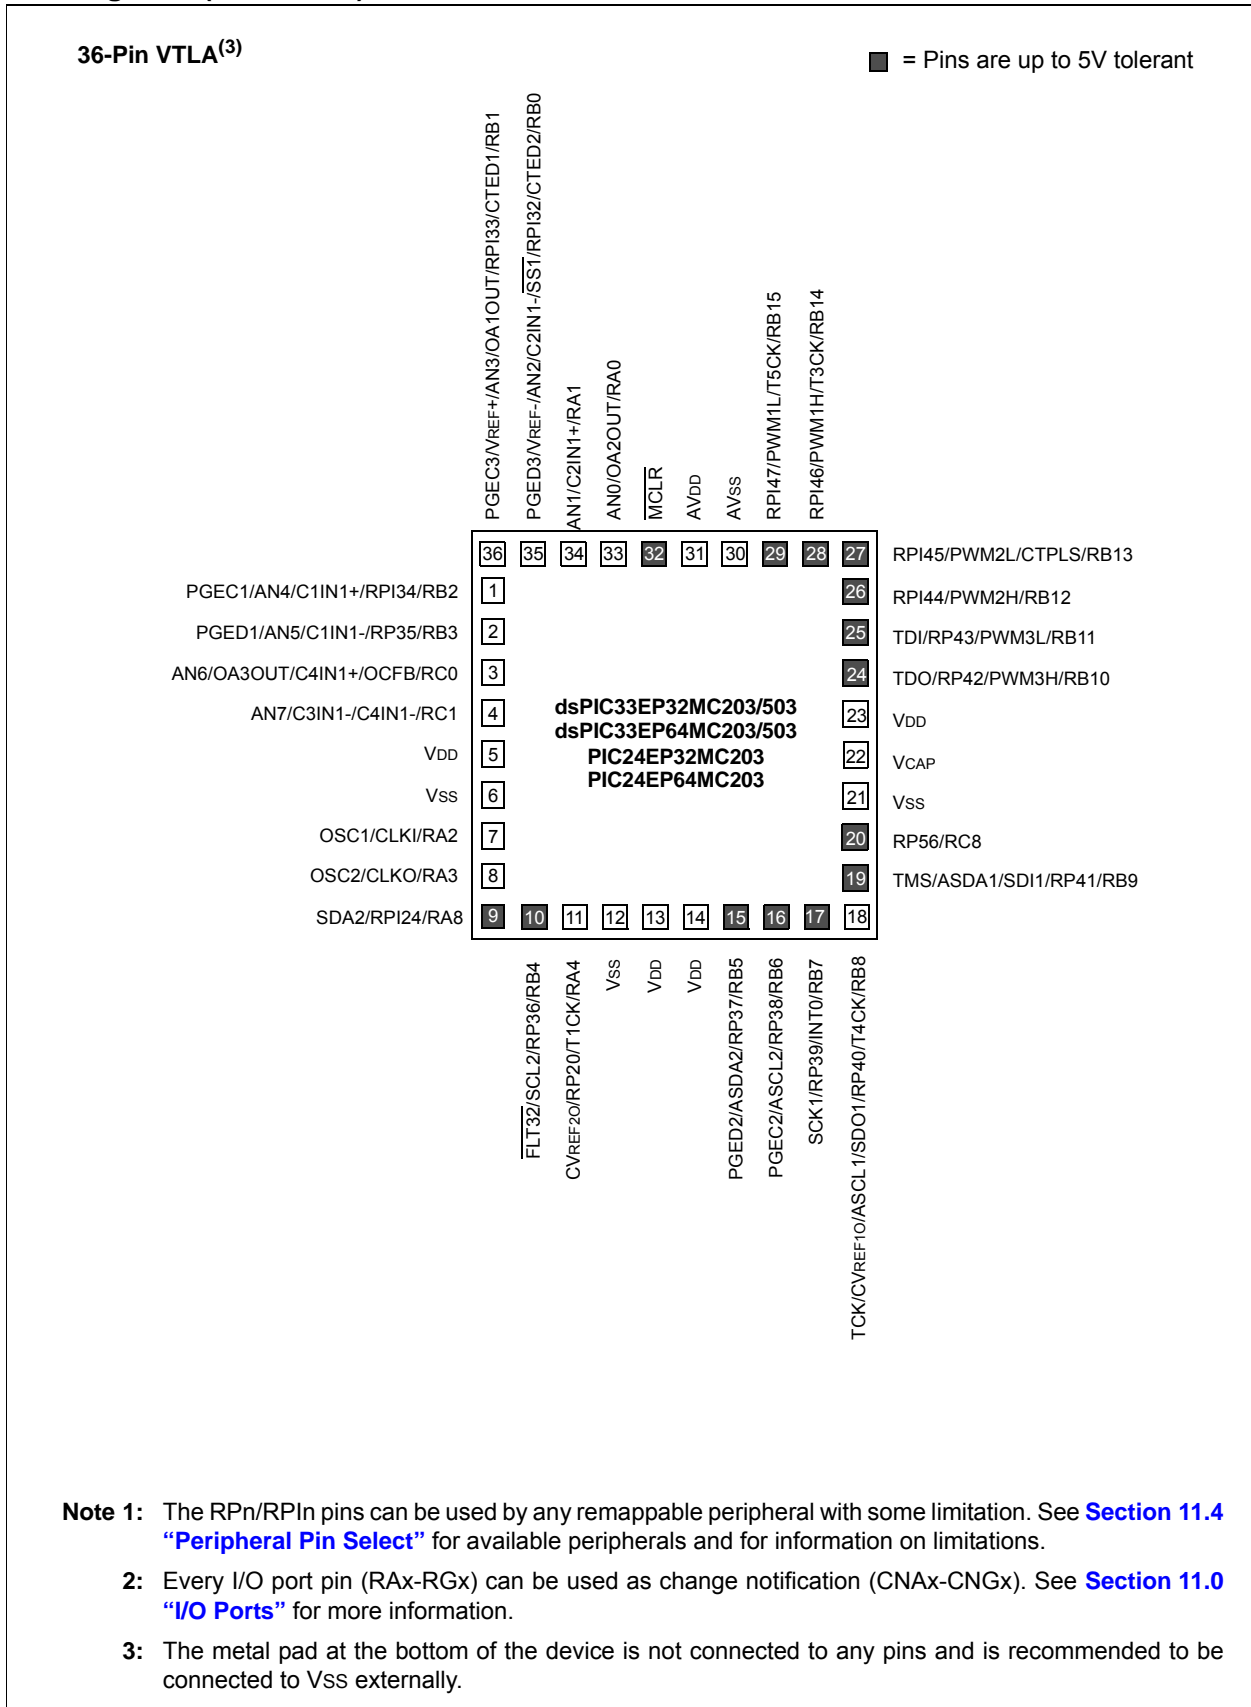 36-Pin VTLA(3)
= Pins are up to 5V tolerant
PGEC3/VREF+/AN3/OA1OUT/RPI33/CTED1/RB1
PGED3/VREF-/AN2/C2IN1-/SS1/RPI32/CTED2/RB0
AN1/C2IN1+/RA1
AN0/OA2OUT/RA0
MCLR
AVDD
AVSS
RPI47/PWM1L/T5CK/RB15
RPI46/PWM1H/T3CK/RB14
36 35 34 33 32 31 30 29 28 27 RPI45/PWM2L/CTPLS/RB13
PGEC1/AN4/C1IN1+/RPI34/RB2 1 26 RPI44/PWM2H/RB12
PGED1/AN5/C1IN1-/RP35/RB3 2 25 TDI/RP43/PWM3L/RB11
AN6/OA3OUT/C4IN1+/OCFB/RC0 3 24 TDO/RP42/PWM3H/RB10
AN7/C3IN1-/C4IN1-/RC1 4 23 VDD
dsPIC33EP32MC203/503
dsPIC33EP64MC203/503
PIC24EP32MC203
PIC24EP64MC203
VDD 5 22 VCAP
VSS 6 21 VSS
OSC1/CLKI/RA2 7 20 RP56/RC8
OSC2/CLKO/RA3 8 19 TMS/ASDA1/SDI1/RP41/RB9
SDA2/RPI24/RA8 9 10 11 12 13 14 15 16 17 18
FLT32/SCL2/RP36/RB4
CVREF2O/RP20/T1CK/RA4
VSS
VDD
VDD
PGED2/ASDA2/RP37/RB5
PGEC2/ASCL2/RP38/RB6
SCK1/RP39/INT0/RB7
TCK/CVREF1O/ASCL1/SDO1/RP40/T4CK/RB8
Note 1: The RPn/RPIn pins can be used by any remappable peripheral with some limitation. See Section 11.4
“Peripheral Pin Select” for available peripherals and for information on limitations.
2: Every I/O port pin (RAx-RGx) can be used as change notification (CNAx-CNGx). See Section 11.0
“I/O Ports” for more information.
3: The metal pad at the bottom of the device is not connected to any pins and is recommended to be
connected to VSS externally.